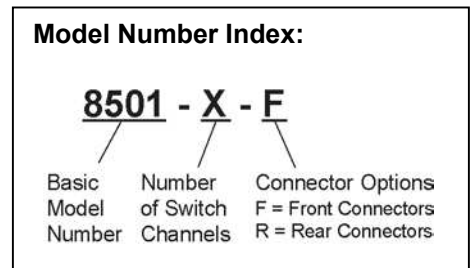 Model Number Index:
8501 - X - F
Basic Model Number
Number of Switch Channels
Connector Options
F = Front Connectors
R = Rear Connectors